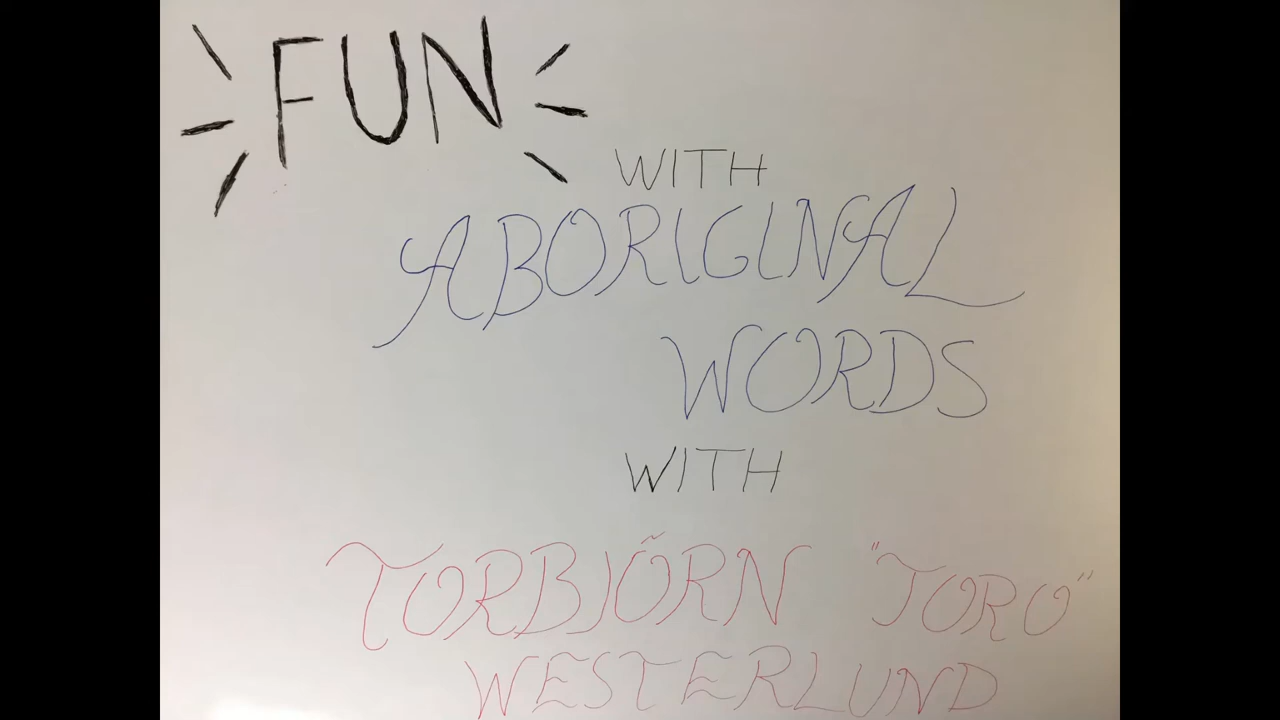 FUN
WITH
ABORIGINAL
WORDS
WITH
TORBJÖRN "TORO"
WESTERLUND